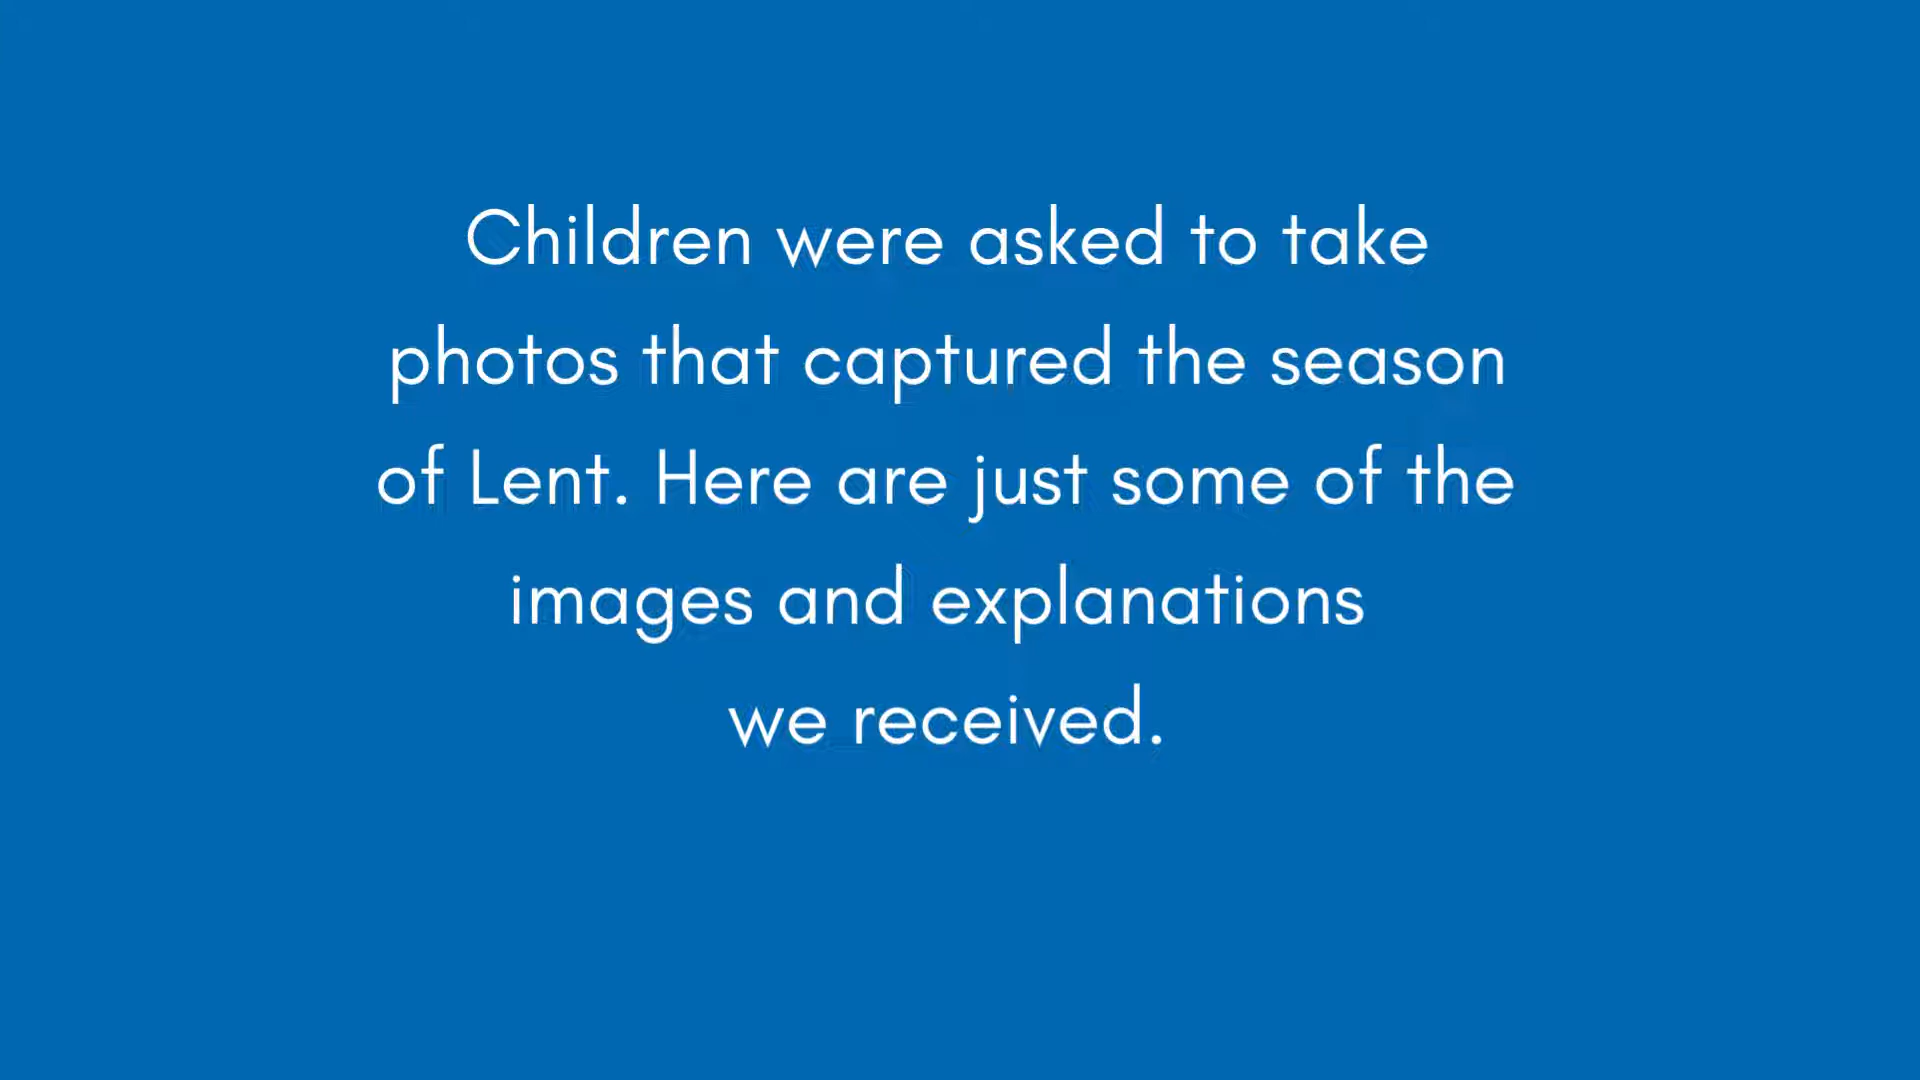 Children were asked to take
photos that captured the season
of Lent. Here are just some of the
images and explanations
we received.